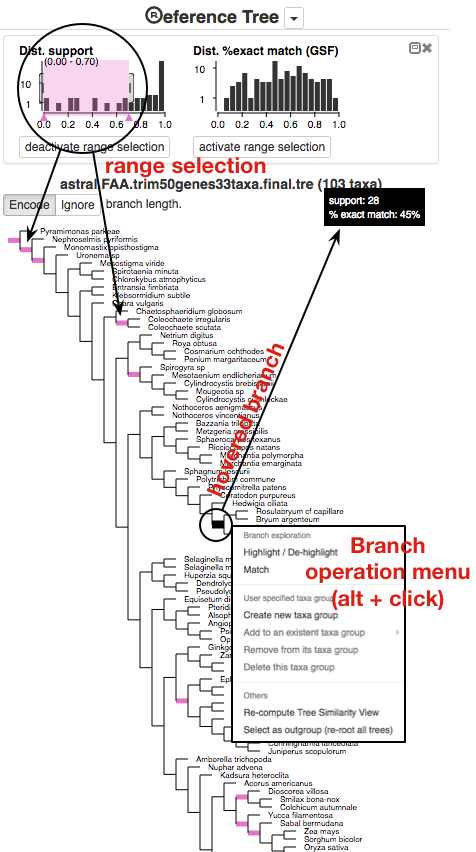 Reference Tree
Dist. support
(0.00 - 0.70)
10
1
0.0 0.2 0.4 0.6 0.8 1.0
deactivate range selection
Dist. %exact match (GSF)
10
1
0.0 0.2 0.4 0.6 0.8 1.0
activate range selection
range selection
astral.FAA.trim50genes33taxa.final.tre (103 taxa)
Encode Ignore branch length.
support: 28
% exact match: 45%
Pyramimonas parkeae
Nephroselmis pyriformis
Monomastix opisthostigma
Uronema sp
Mesostigma viride
Spirotaenia minuta
Chlorokybus atmophyticus
Entransia fimbriata
Klebsormidium subtile
Chara vulgaris
Chaetosphaeridium globosum
Coleochaete irregularis
Coleochaete scutata
Netrium digitus
Roya obtusa
Cosmarium ochthodes
Penium margaritaceum
Spirogyra sp
Mesotaenium endlicherianum
Cylindrocystis brebissonii
Mougeotia sp
Cylindrocystis cushleckae
Nothoceros aenigmaticus
Nothoceros vincentianus
Bazzania trilobata
Metzgeria crassipilis
Sphaerocarpos texanus
Ricciocarpos natans
Marchantia polymorpha
Marchantia emarginata
Sphagnum lescurii
Polytrichum commune
Physcomitrella patens
Ceratodon purpureus
Hedwigia ciliata
Rosulabryum cf capillare
Bryum argenteum
hovered branch
Branch exploration
Highlight / De-highlight
Match
User specified taxa group
Create new taxa group
Add to an existent taxa group
Remove from its taxa group
Delete this taxa group
Others
Re-compute Tree Similarity View
Select as outgroup (re-root all trees)
Branch
operation menu
(alt + click)
Selaginella m
Selaginella m
Huperzia squ
Dendrolyc
Pseudolyc
Equisetum di
Pteridi
Alsoph
Angiop
Psi
Op
Ginkgo
Zar
Eph
Cunninghamia lanceolata
Juniperus scopulorum
Amborella trichopoda
Nuphar advena
Kadsura heteroclita
Acorus americanus
Dioscorea villosa
Smilax bona-nox
Colchicum autumnale
Yucca filamentosa
Sabal bermudana
Zea mays
Sorghum bicolor
Oryza sativa